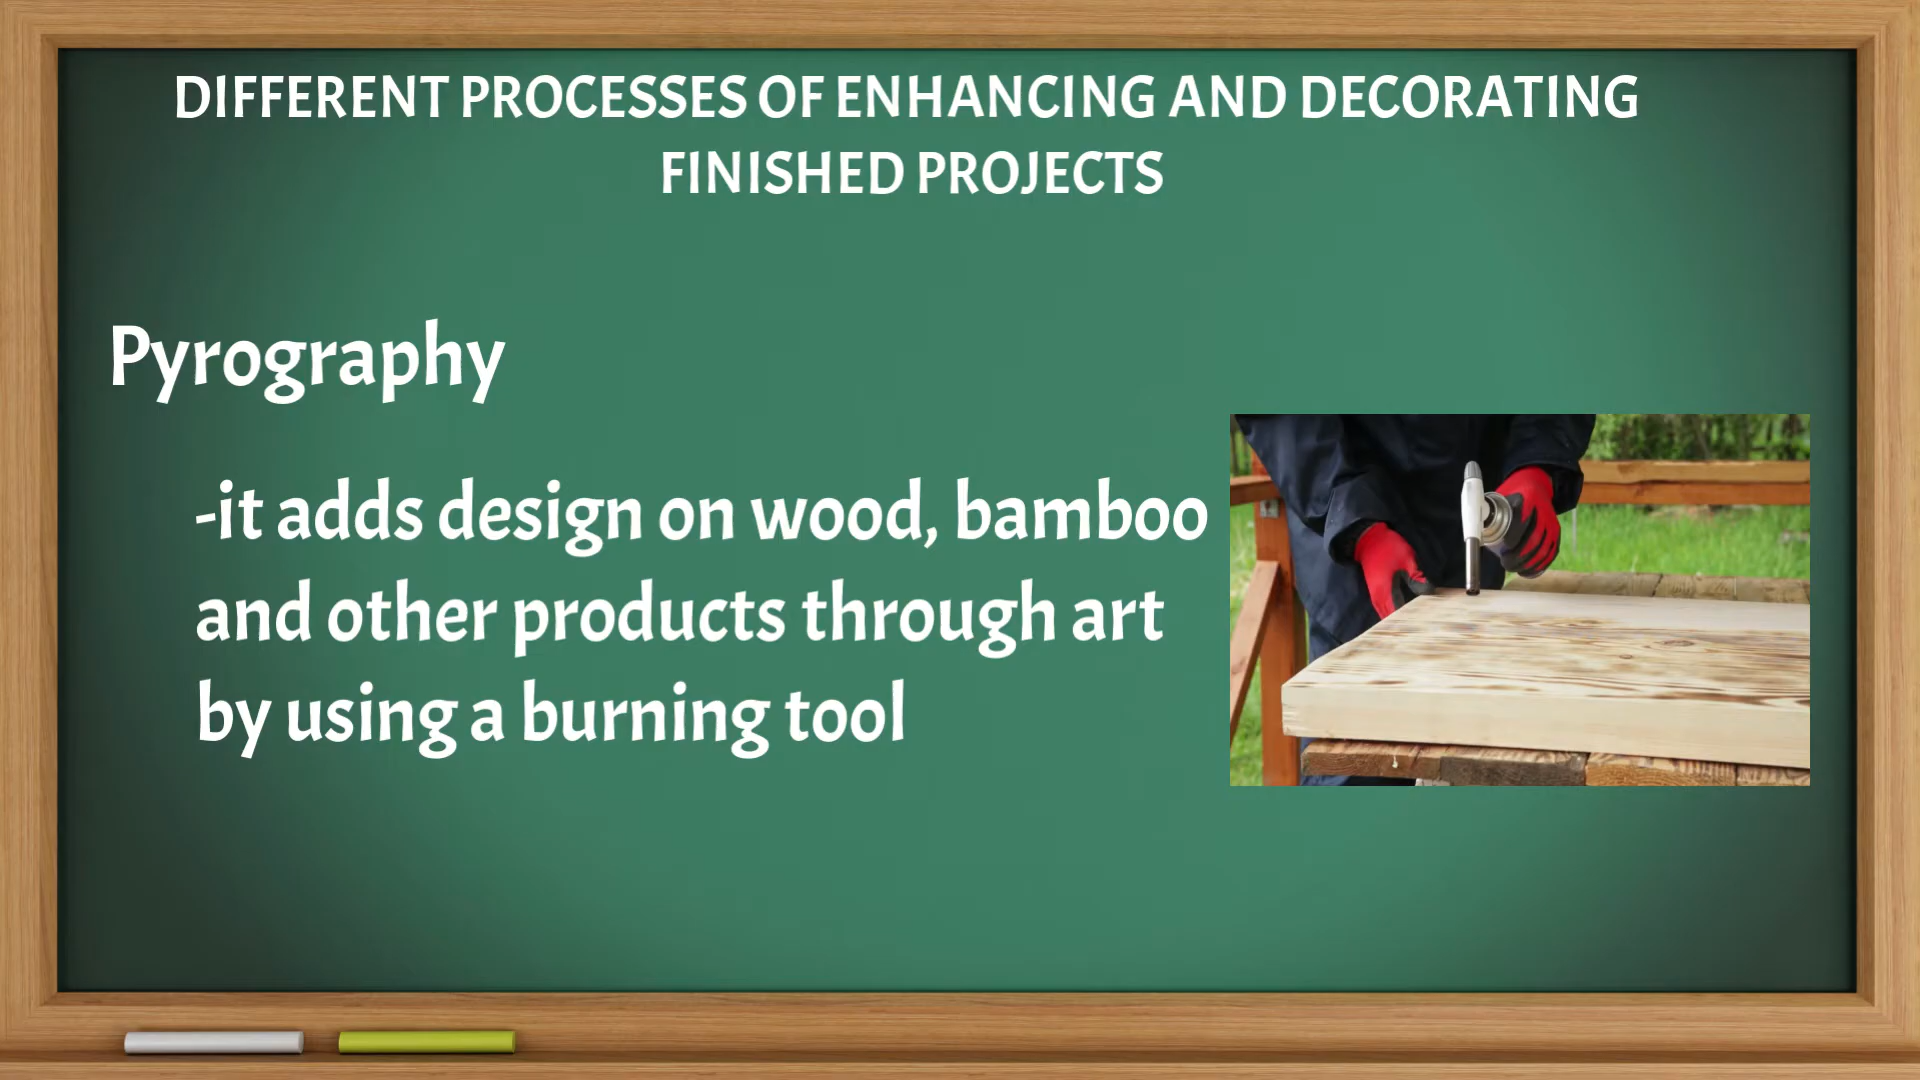 DIFFERENT PROCESSES OF ENHANCING AND DECORATING
FINISHED PROJECTS
Pyrography
-it adds design on wood, bamboo
and other products through art
by using a burning tool